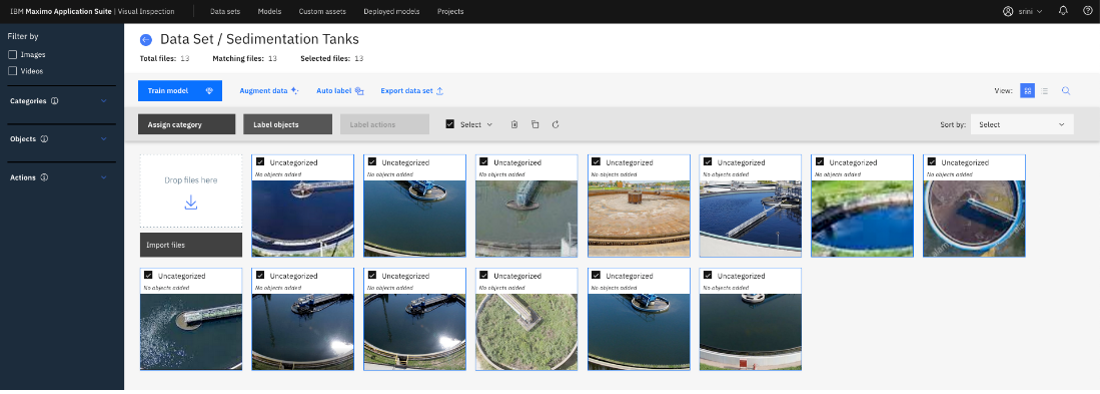 IBM Maximo Application Suite | Visual Inspection
Data sets
Models
Custom assets
Deployed models
Projects
srini
Filter by
Images
Videos
Categories
Objects
Actions
Data Set / Sedimentation Tanks
Total files: 13
Matching files: 13
Selected files: 13
Train model
Augment data
Auto label
Export data set
View:
Assign category
Label objects
Label actions
Select
Sort by:
Select
Drop files here
Import files
Uncategorized
No objects added
Uncategorized
No objects added
Uncategorized
No objects added
Uncategorized
No objects added
Uncategorized
No objects added
Uncategorized
No objects added
Uncategorized
No objects added
Uncategorized
No objects added
Uncategorized
No objects added
Uncategorized
No objects added
Uncategorized
No objects added
Uncategorized
No objects added
Uncategorized
No objects added